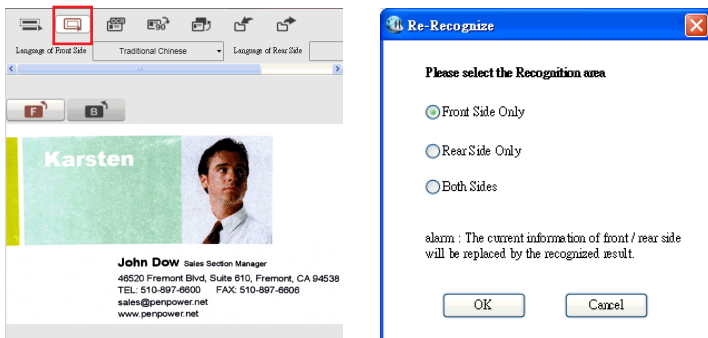 OCR
90°
Language of Front Side
Traditional Chinese
Language of Rear Side
F
B
Karsten
John Dow Sales Section Manager
46520 Fremont Blvd, Suite 610, Fremont, CA 94538
TEL: 510-897-6600 FAX: 510-897-6606
sales@penpower.net
www.penpower.net
Re-Recognize
Please select the Recognition area
Front Side Only
Rear Side Only
Both Sides
alarm : The current information of front / rear side
will be replaced by the recognized result.
OK
Cancel